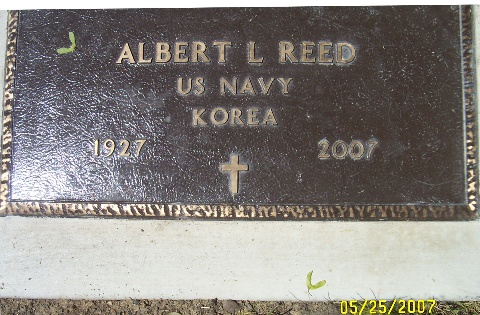 ALBERT L REED
US NAVY
KOREA
1927 2007
05/25/2007